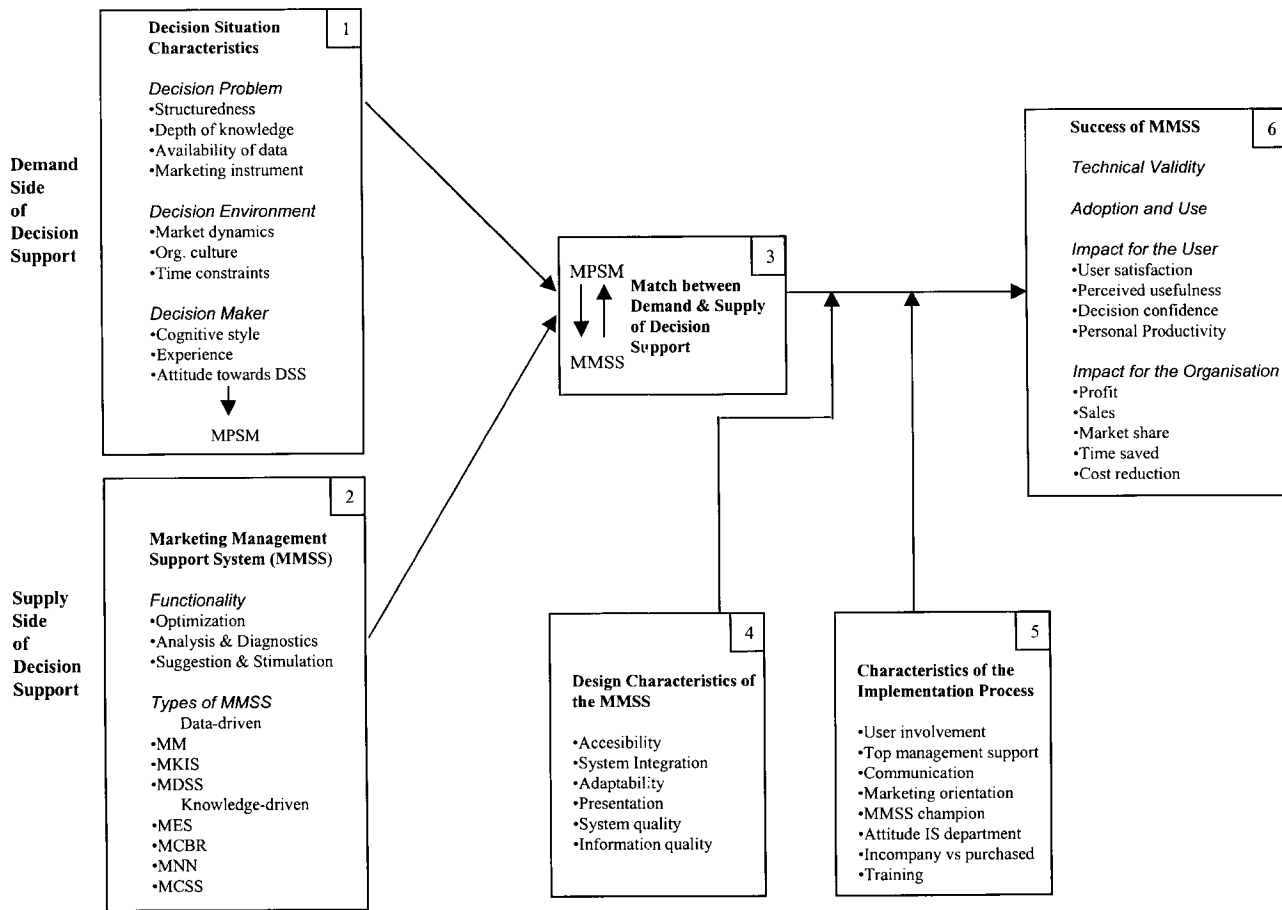 Demand
Side
of
Decision
Support
1
Decision Situation
Characteristics
Decision Problem
•Structuredness
•Depth of knowledge
•Availability of data
•Marketing instrument
Decision Environment
•Market dynamics
•Org. culture
•Time constraints
Decision Maker
•Cognitive style
•Experience
•Attitude towards DSS
MPSM
Supply
Side
of
Decision
Support
2
Marketing Management
Support System (MMSS)
Functionality
•Optimization
•Analysis & Diagnostics
•Suggestion & Stimulation
Types of MMSS
Data-driven
•MM
•MKIS
•MDSS
Knowledge-driven
•MES
•MCBR
•MNN
•MCSS
3
MPSM
MMSS
Match between
Demand & Supply
of Decision
Support
4
Design Characteristics of
the MMSS
•Accesibility
•System Integration
•Adaptability
•Presentation
•System quality
•Information quality
5
Characteristics of the
Implementation Process
•User involvement
•Top management support
•Communication
•Marketing orientation
•MMSS champion
•Attitude IS department
•Incompany vs purchased
•Training
6
Success of MMSS
Technical Validity
Adoption and Use
Impact for the User
•User satisfaction
•Perceived usefulness
•Decision confidence
•Personal Productivity
Impact for the Organisation
•Profit
•Sales
•Market share
•Time saved
•Cost reduction